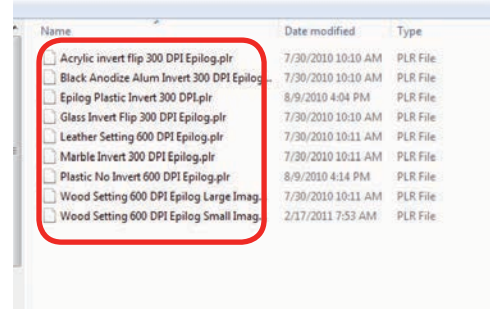 Name Date modified Type
Acrylic invert flip 300 DPI Epilog.plr 7/30/2010 10:10 AM PLR File
Black Anodize Alum Invert 300 DPI Epilog... 7/30/2010 10:10 AM PLR File
Epilog Plastic Invert 300 DPI.plr 8/9/2010 4:04 PM PLR File
Glass Invert Flip 300 DPI Epilog.plr 7/30/2010 10:10 AM PLR File
Leather Setting 600 DPI Epilog.plr 7/30/2010 10:11 AM PLR File
Marble Invert 300 DPI Epilog.plr 7/30/2010 10:11 AM PLR File
Plastic No Invert 600 DPI Epilog.plr 8/9/2010 4:14 PM PLR File
Wood Setting 600 DPI Epilog Large Imag... 7/30/2010 10:11 AM PLR File
Wood Setting 600 DPI Epilog Small Imag... 2/17/2011 7:53 AM PLR File